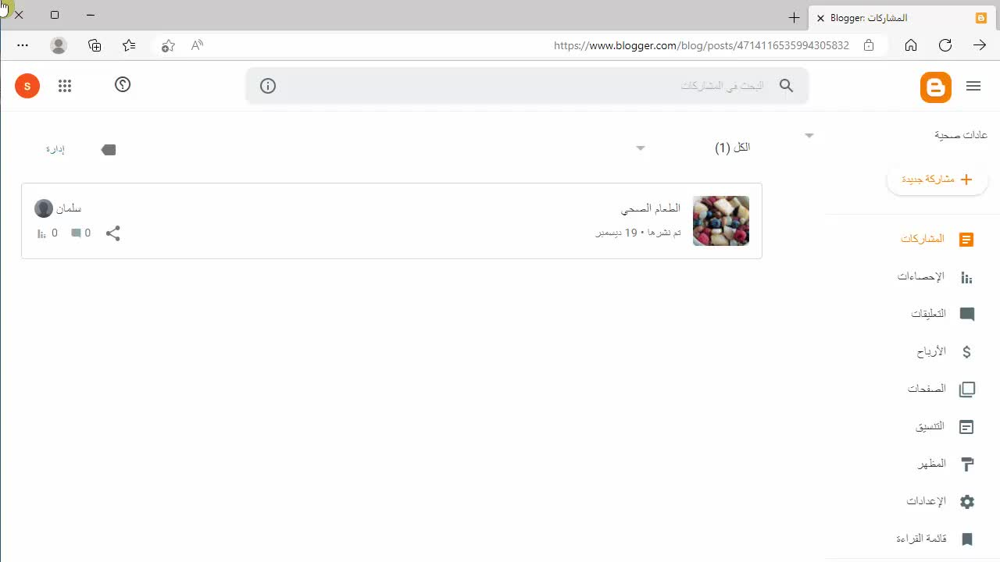 Blogger: المشاركات
https://www.blogger.com/blog/posts/4714116535994305832
البحث في المشاركات
S
عادات صحية
مشاركة جديدة
المشاركات
الإحصاءات
التعليقات
الأرباح
الصفحات
التنسيق
المظهر
الإعدادات
قائمة القراءة
الكل (1)
إدارة
الطعام الصحي
تم نشرها • 19 ديسمبر
سلمان
0 0